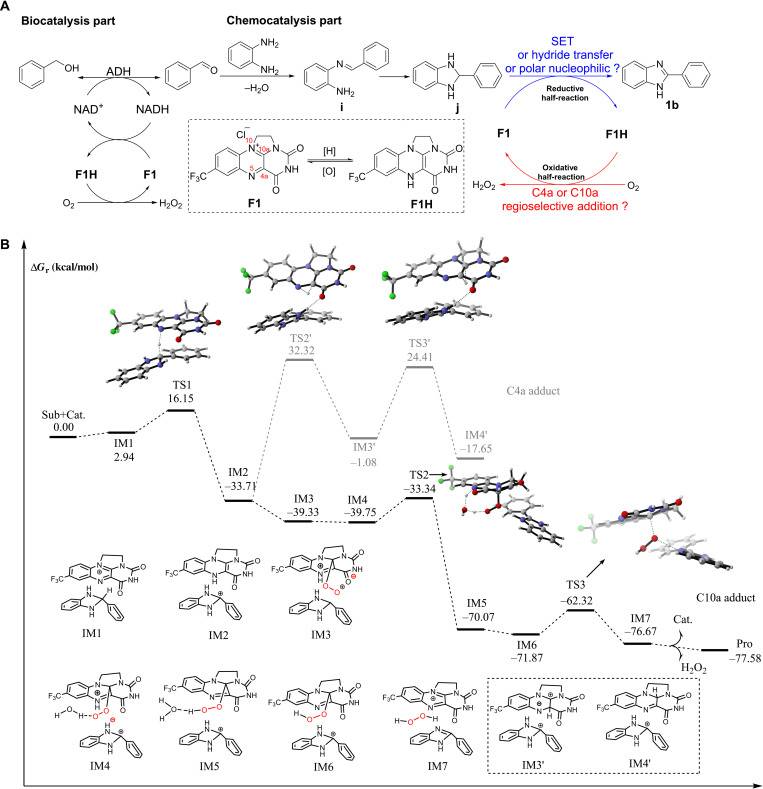 A
Biocatalysis part
Chemocatalysis part
OH
ADH
O
NAD+
NADH
F1H
F1
O2
H2O2
NH2
NH2
–H2O
N
NH2
i
H
N
N
H
j
SET
or hydride transfer
or polar nucleophilic ?
Reductive
half-reaction
N
N
H
1b
F1
F1H
Oxidative
half-reaction
H2O2
O2
C4a or C10a
regioselective addition ?
Cl–
10
N
N
O
10a
NH
5
N
4a
O
F3C
F1
[H]
[O]
N
N
O
NH
N
H
O
F3C
F1H
B
ΔGr (kcal/mol)
Sub+Cat.
0.00
IM1
2.94
TS1
16.15
IM2
–33.71
TS2'
32.32
IM3'
–1.08
TS3'
24.41
IM4'
–17.65
C4a adduct
IM3
–39.33
IM4
–39.75
TS2
–33.34
IM5
–70.07
IM6
–71.87
TS3
–62.32
C10a adduct
IM7
–76.67
Cat.
H2O2
Pro
–77.58
IM1
IM2
IM3
IM4
IM5
IM6
IM7
IM3'
IM4'